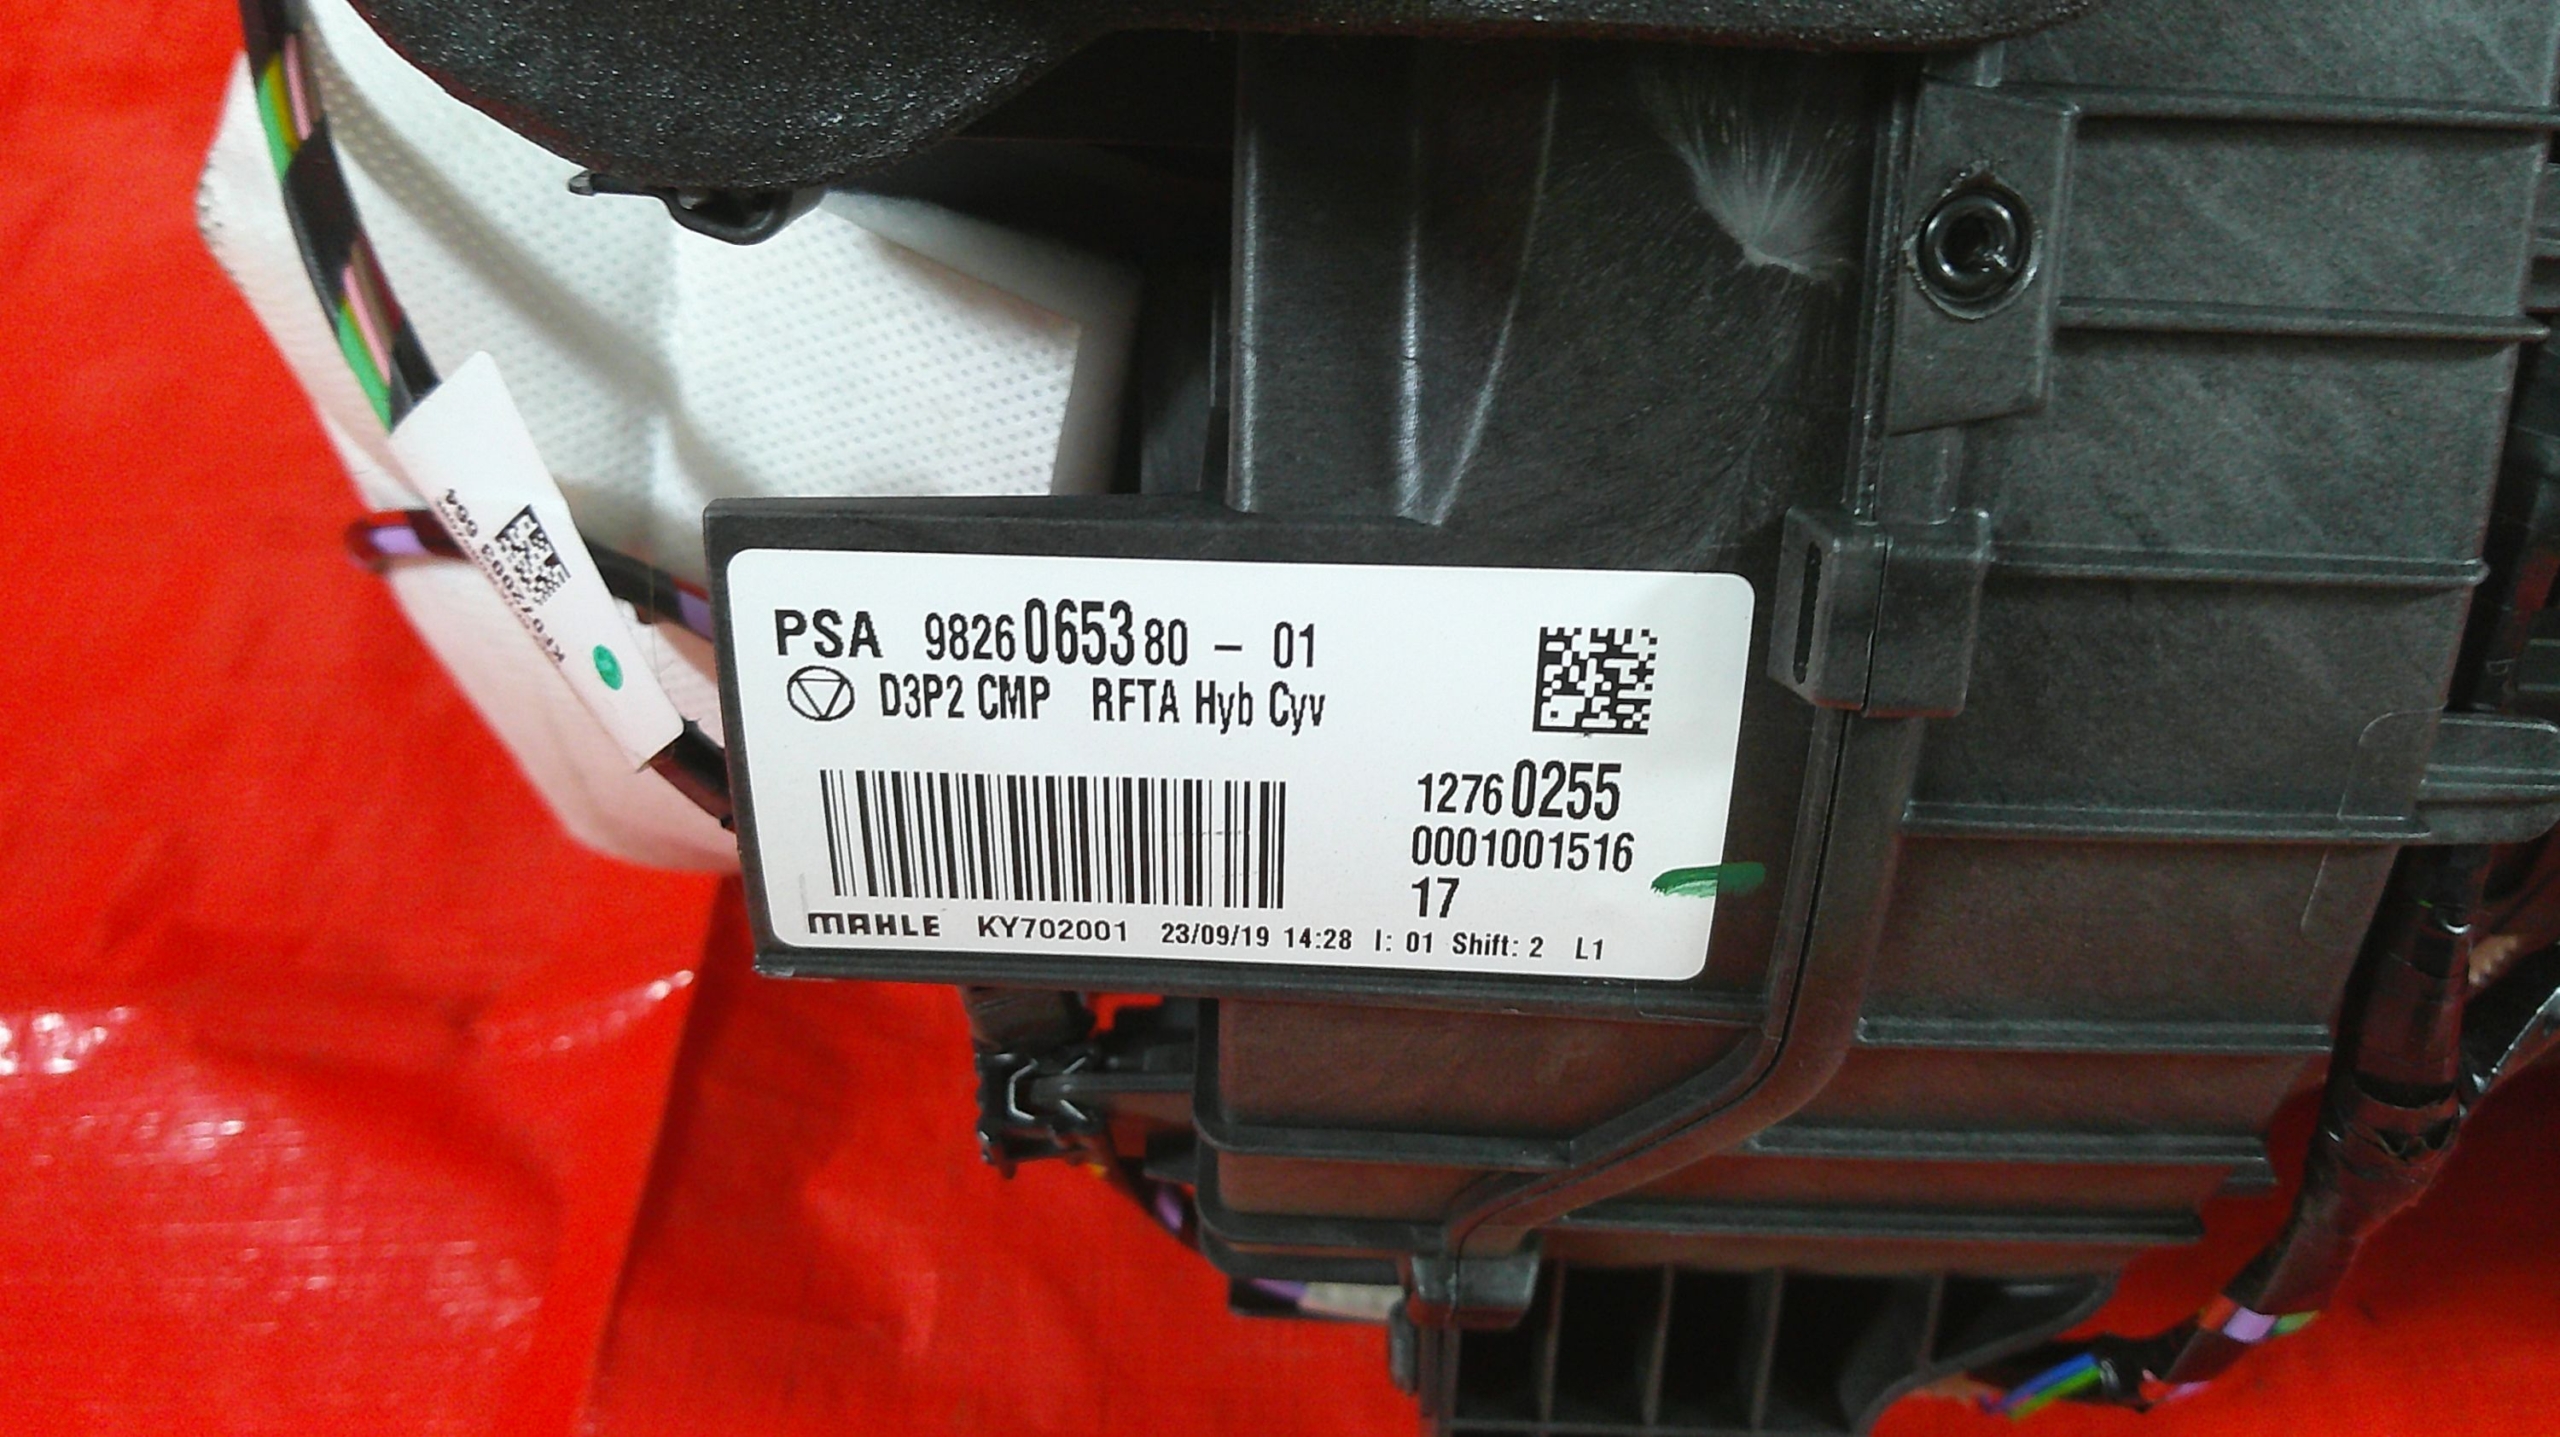 PSA 9826065380 - 01
D3P2 CMP RFTA Hyb Cyv
12760255
0001001516
17
MAHLE KY702001 23/09/19 14:28 I: 01 Shift: 2 L1